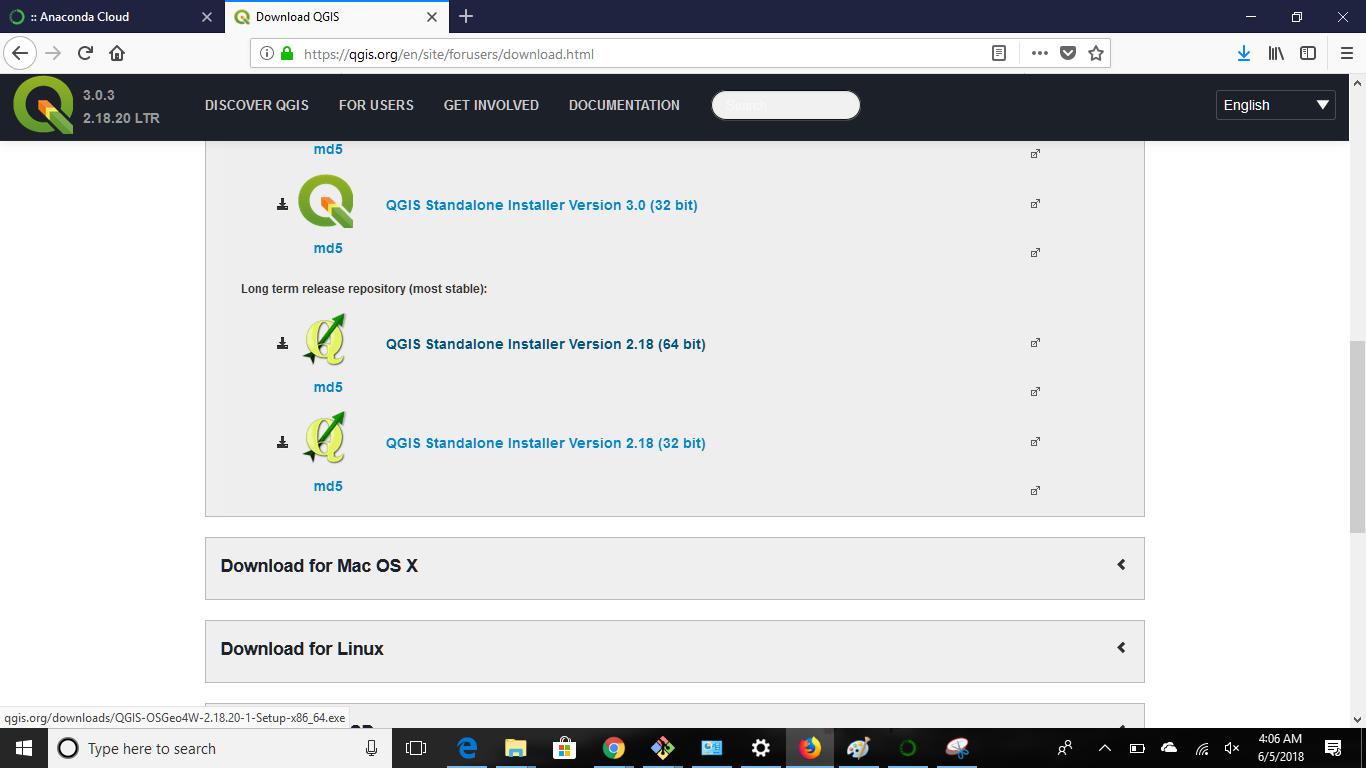 :: Anaconda Cloud
Download QGIS
https://qgis.org/en/site/forusers/download.html
3.0.3
2.18.20 LTR
DISCOVER QGIS
FOR USERS
GET INVOLVED
DOCUMENTATION
Search
English
md5
QGIS Standalone Installer Version 3.0 (32 bit)
md5
Long term release repository (most stable):
QGIS Standalone Installer Version 2.18 (64 bit)
md5
QGIS Standalone Installer Version 2.18 (32 bit)
md5
Download for Mac OS X
Download for Linux
qgis.org/downloads/QGIS-OSGeo4W-2.18.20-1-Setup-x86_64.exe
Type here to search
4:06 AM
6/5/2018